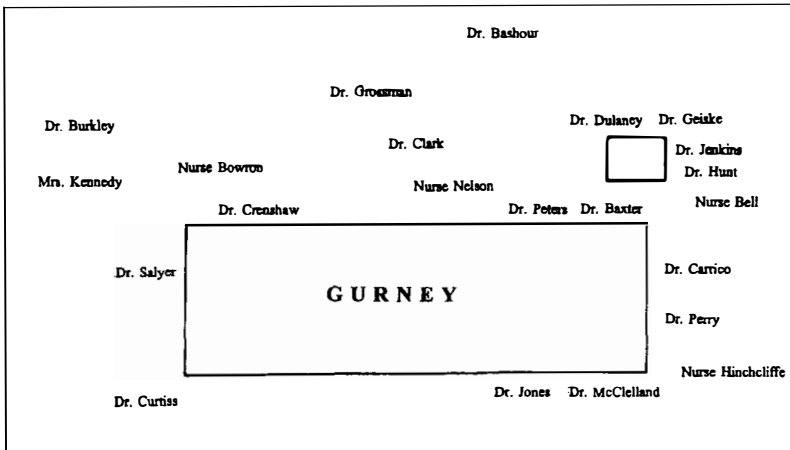 Dr. Bashour
Dr. Grossman
Dr. Dulaney Dr. Geiske
Dr. Burkley
Dr. Clark
Dr. Jenkins
Nurse Bowron
Dr. Hunt
Mrs. Kennedy
Nurse Nelson
Nurse Bell
Dr. Crenshaw
Dr. Peters Dr. Baxter
Dr. Salyer
Dr. Carrico
GURNEY
Dr. Perry
Nurse Hinchcliffe
Dr. Curtiss
Dr. Jones Dr. McClelland